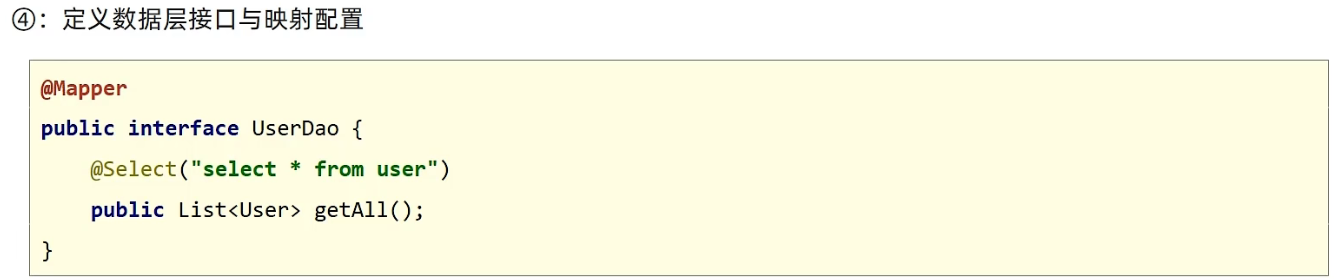 ④：定义数据层接口与映射配置
@Mapper
public interface UserDao {
    @Select("select * from user")
    public List<User> getAll();
}